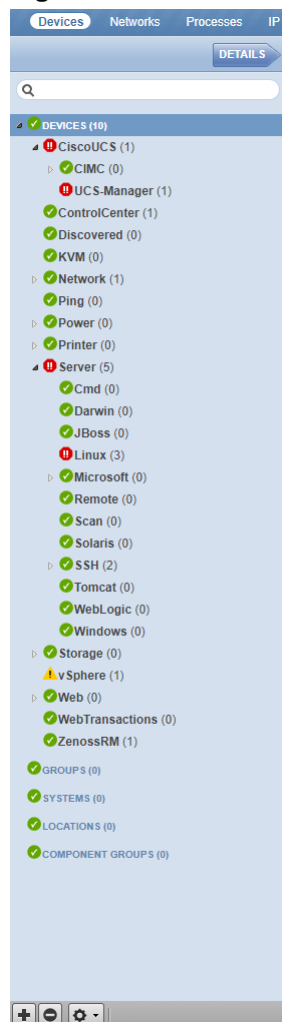 Devices Networks Processes IP
DETAILS
DEVICES (10)
CiscoUCS (1)
CIMC (0)
UCS-Manager (1)
ControlCenter (1)
Discovered (0)
KVM (0)
Network (1)
Ping (0)
Power (0)
Printer (0)
Server (5)
Cmd (0)
Darwin (0)
JBoss (0)
Linux (3)
Microsoft (0)
Remote (0)
Scan (0)
Solaris (0)
SSH (2)
Tomcat (0)
WebLogic (0)
Windows (0)
Storage (0)
vSphere (1)
Web (0)
WebTransactions (0)
ZenossRM (1)
GROUPS (0)
SYSTEMS (0)
LOCATIONS (0)
COMPONENT GROUPS (0)